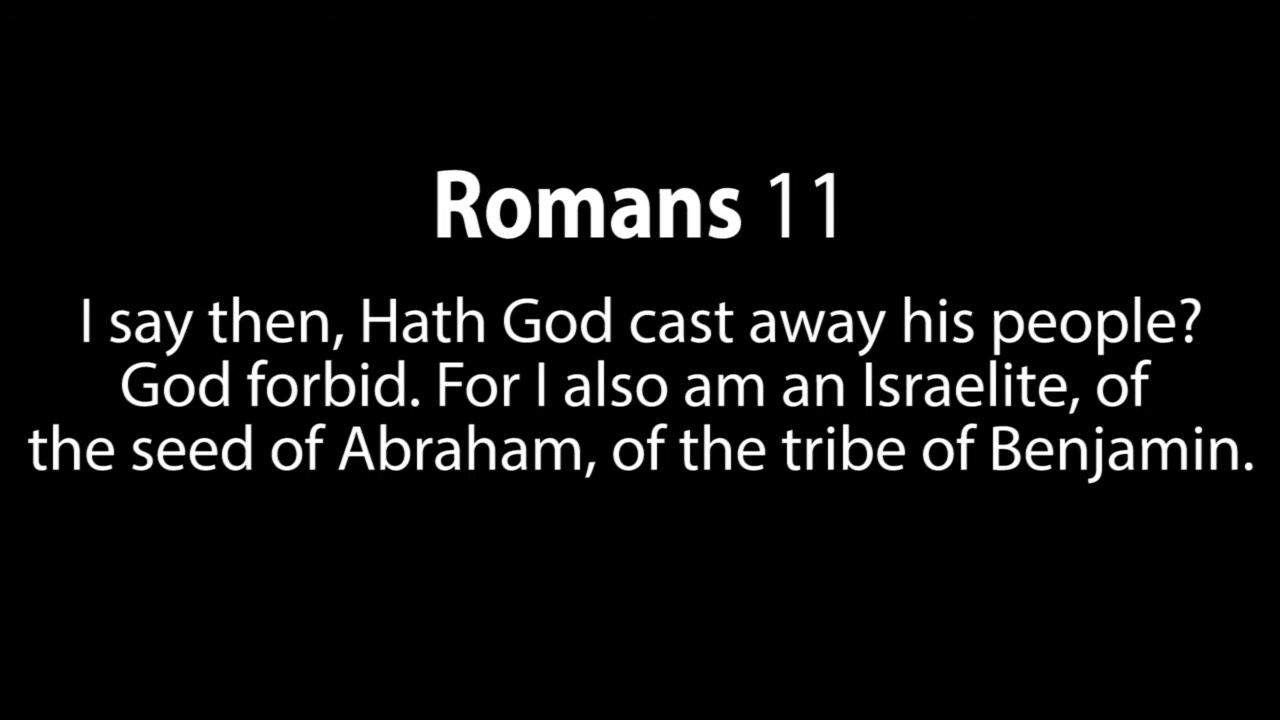 Romans 11
I say then, Hath God cast away his people?
God forbid. For I also am an Israelite, of
the seed of Abraham, of the tribe of Benjamin.